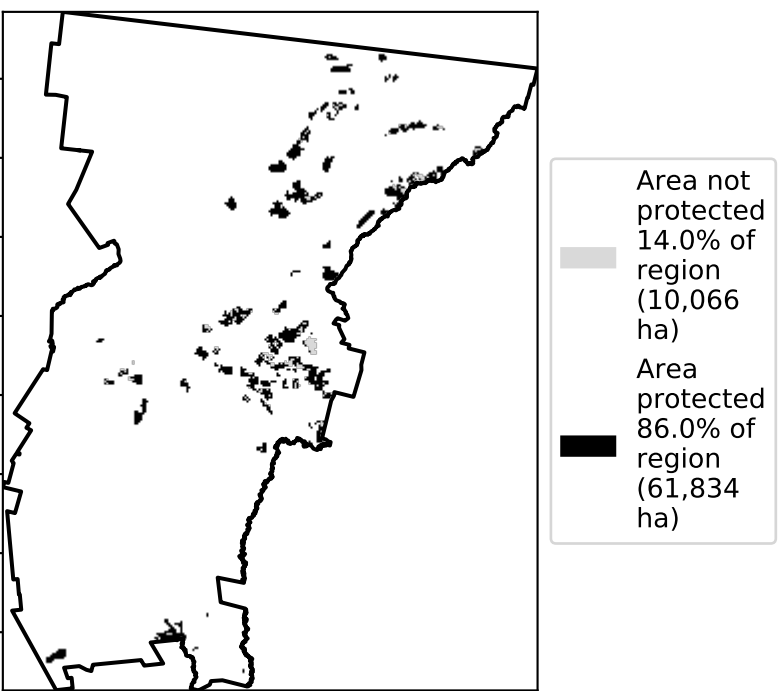 Area not
protected
14.0% of
region
(10,066
ha)
Area
protected
86.0% of
region
(61,834
ha)